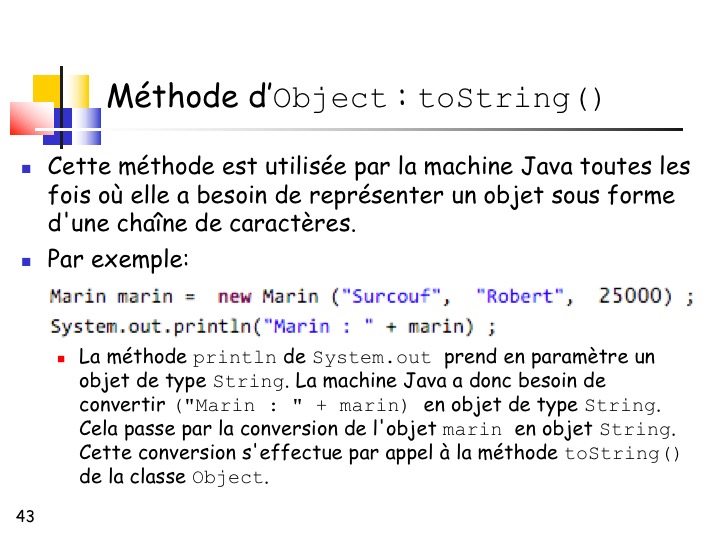 Méthode d'Object : toString()
Cette méthode est utilisée par la machine Java toutes les
fois où elle a besoin de représenter un objet sous forme
d'une chaîne de caractères.
Par exemple:
Marin marin = new Marin ("Surcouf", "Robert", 25000) ;
System.out.println("Marin : " + marin) ;
La méthode println de System.out prend en paramètre un
objet de type String. La machine Java a donc besoin de
convertir ("Marin : " + marin) en objet de type String.
Cela passe par la conversion de l'objet marin en objet String.
Cette conversion s'effectue par appel à la méthode toString()
de la classe Object.
43